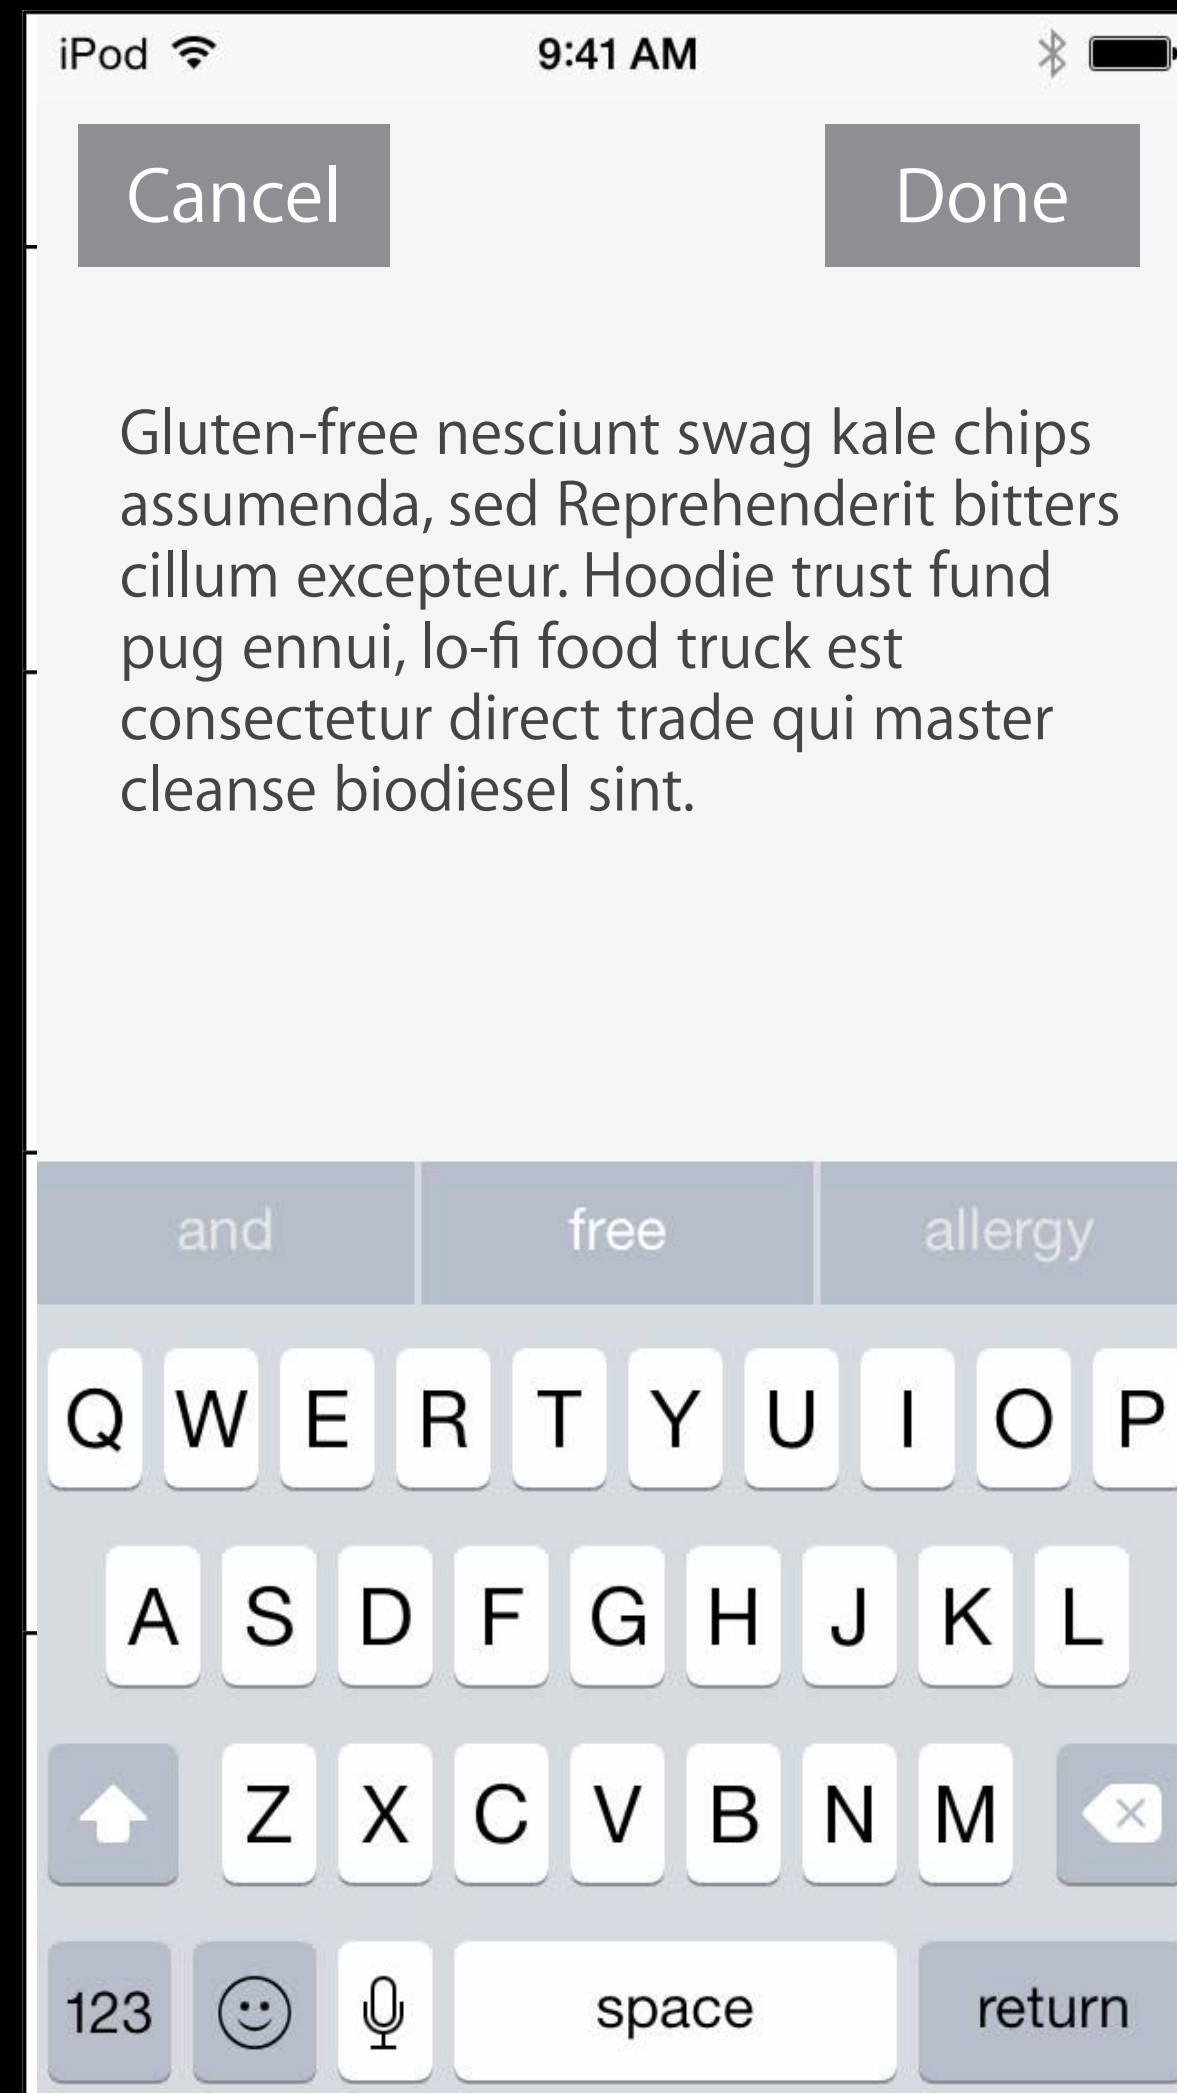 iPod 9:41 AM
Cancel Done
Gluten-free nesciunt swag kale chips
assumenda, sed Reprehenderit bitters
cillum excepteur. Hoodie trust fund
pug ennui, lo-fi food truck est
consectetur direct trade qui master
cleanse biodiesel sint.
and free allergy
Q W E R T Y U I O P
A S D F G H J K L
Z X C V B N M
123 space return